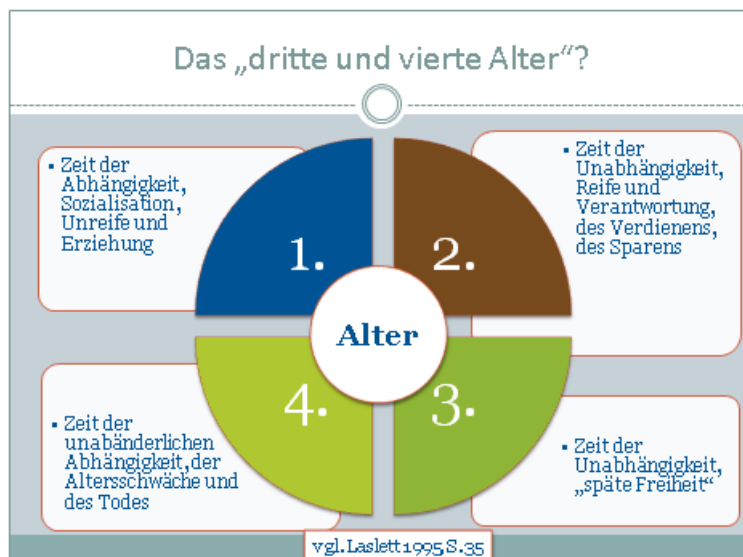 Das „dritte und vierte Alter“?
▪ Zeit der
Abhängigkeit,
Sozialisation,
Unreife und
Erziehung
1.
2.
▪ Zeit der
Unabhängigkeit,
Reife und
Verantwortung,
des Verdienens,
des Sparens
Alter
▪ Zeit der
unabänderlichen
Abhängigkeit, der
Altersschwäche und
des Todes
4.
3.
▪ Zeit der
Unabhängigkeit,
„späte Freiheit“
vgl. Laslett 1995, S. 35